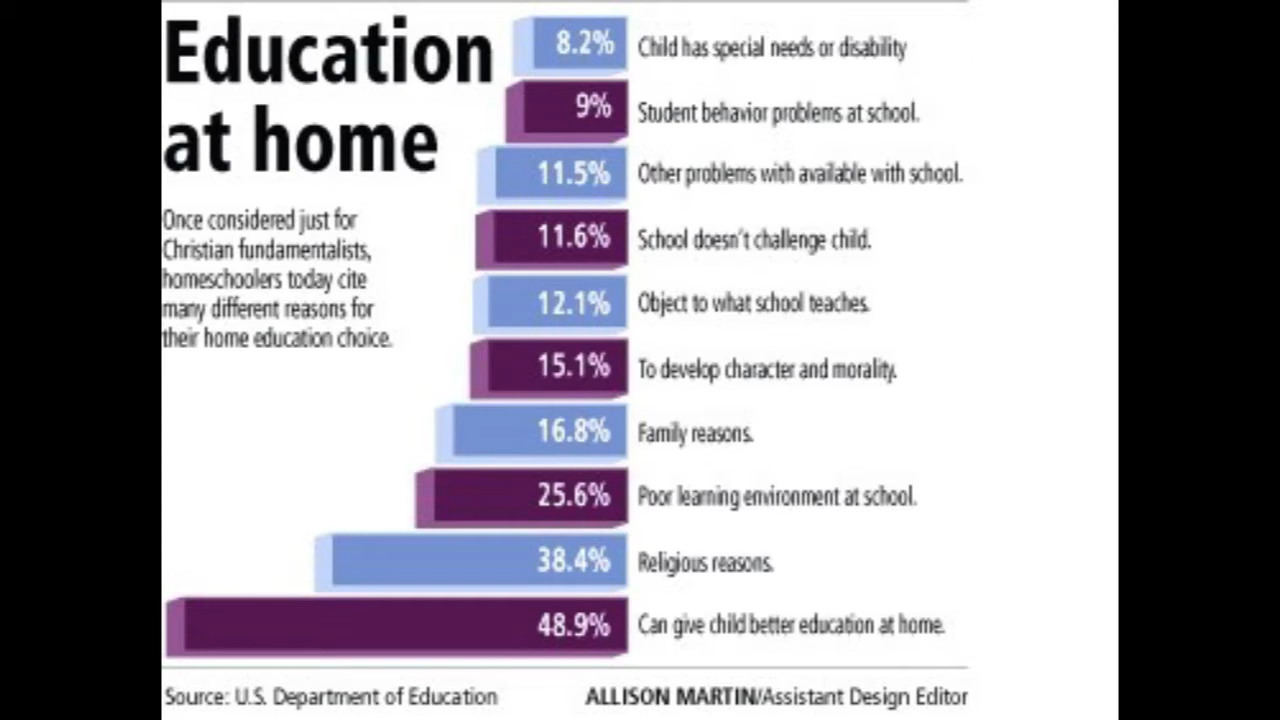 Education
at home
Once considered just for
Christian fundamentalists,
homeschoolers today cite
many different reasons for
their home education choice.
8.2% Child has special needs or disability
9% Student behavior problems at school.
11.5% Other problems with available with school.
11.6% School doesn't challenge child.
12.1% Object to what school teaches.
15.1% To develop character and morality.
16.8% Family reasons.
25.6% Poor learning environment at school.
38.4% Religious reasons.
48.9% Can give child better education at home.
Source: U.S. Department of Education ALLISON MARTIN/Assistant Design Editor